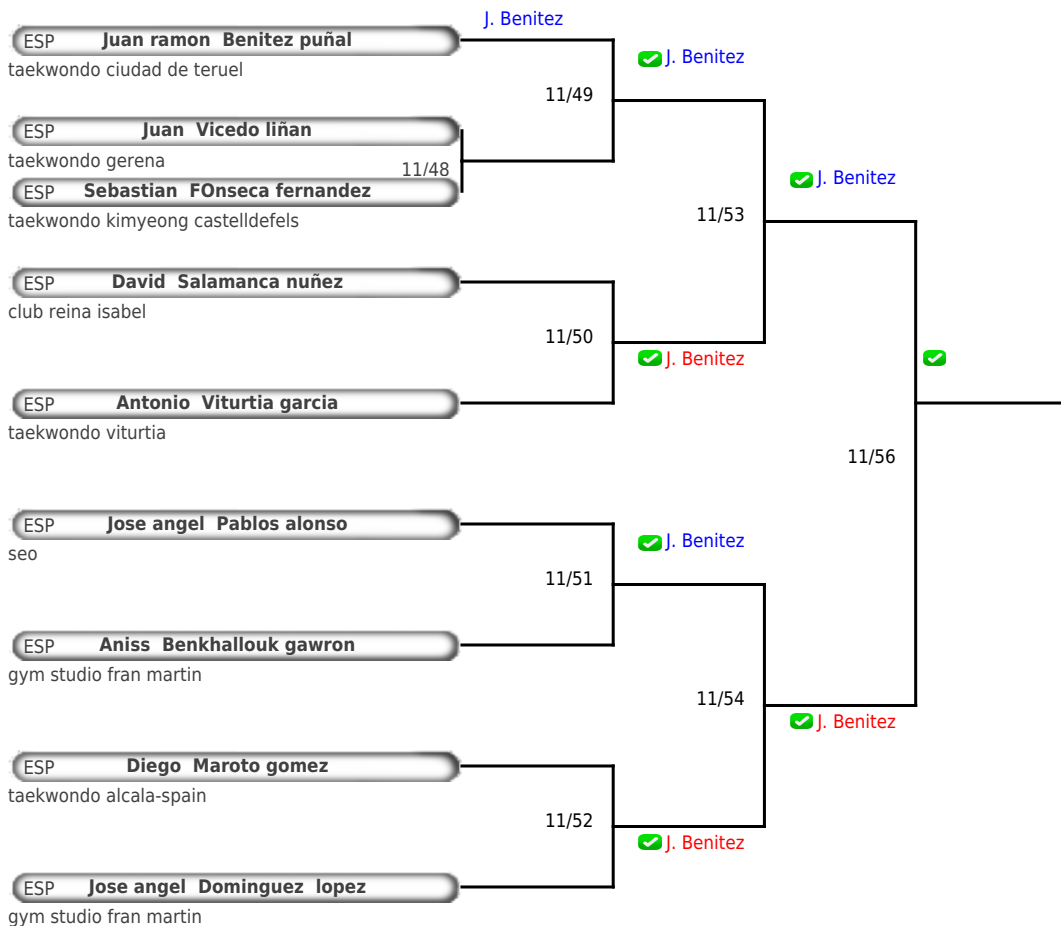 J. Benitez
ESP Juan ramon Benitez puñal
taekwondo ciudad de teruel
J. Benitez
11/49
ESP Juan Vicedo liñan
taekwondo gerena
11/48
J. Benitez
ESP Sebastian FOnseca fernandez
taekwondo kimyeong castelldefels
11/53
ESP David Salamanca nuñez
club reina isabel
11/50
J. Benitez
ESP Antonio Viturtia garcia
taekwondo viturtia
11/56
ESP Jose angel Pablos alonso
seo
J. Benitez
11/51
ESP Aniss Benkhallouk gawron
gym studio fran martin
11/54
J. Benitez
ESP Diego Maroto gomez
taekwondo alcala-spain
11/52
J. Benitez
ESP Jose angel Dominguez lopez
gym studio fran martin